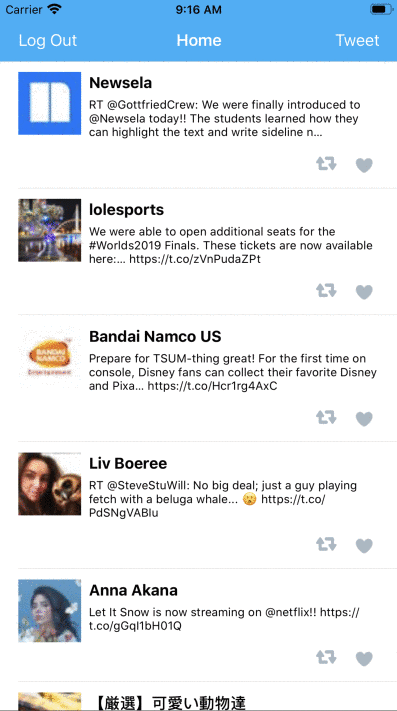 Carrier 9:16 AM
Log Out Home Tweet
Newsela
RT @GottfriedCrew: We were finally introduced to
@Newsela today!! The students learned how they
can highlight the text and write sideline n...
lolesports
We were able to open additional seats for the
#Worlds2019 Finals. These tickets are now available
here:... https://t.co/zVnPudaZPt
BANDAI
NAMCO
Entertainment
Bandai Namco US
Prepare for TSUM-thing great! For the first time on
console, Disney fans can collect their favorite Disney
and Pixa... https://t.co/Hcr1rg4AxC
Liv Boeree
RT @SteveStuWill: No big deal; just a guy playing
fetch with a beluga whale... 😮 https://t.co/
PdSNgVABlu
Anna Akana
Let It Snow is now streaming on @netflix!! https://
t.co/gGqI1bH01Q
【厳選】可愛い動物達